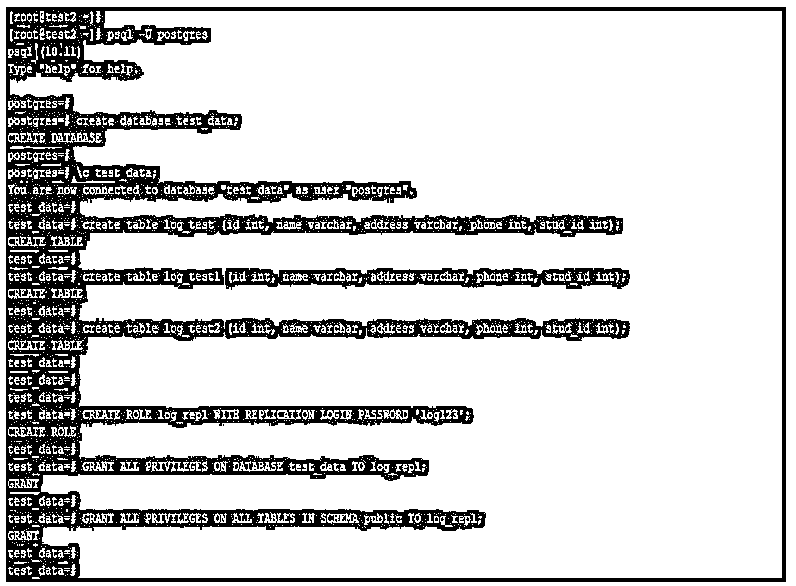 [root@test2 ~]#
[root@test2 ~]# psql -U postgres
psql (10.11)
Type "help" for help.
postgres=#
postgres=# create database test_data;
CREATE DATABASE
postgres=#
postgres=# \c test_data;
You are now connected to database "test_data" as user "postgres".
test_data=#
test_data=# create table log_test (id int, name varchar, address varchar, phone int, stud_id int);
CREATE TABLE
test_data=#
test_data=# create table log_test1 (id int, name varchar, address varchar, phone int, stud_id int);
CREATE TABLE
test_data=#
test_data=# create table log_test2 (id int, name varchar, address varchar, phone int, stud_id int);
CREATE TABLE
test_data=#
test_data=#
test_data=#
test_data=# CREATE ROLE log_repl WITH REPLICATION LOGIN PASSWORD 'log123';
CREATE ROLE
test_data=#
test_data=# GRANT ALL PRIVILEGES ON DATABASE test_data TO log_repl;
GRANT
test_data=#
test_data=# GRANT ALL PRIVILEGES ON ALL TABLES IN SCHEMA public TO log_repl;
GRANT
test_data=#
test_data=#